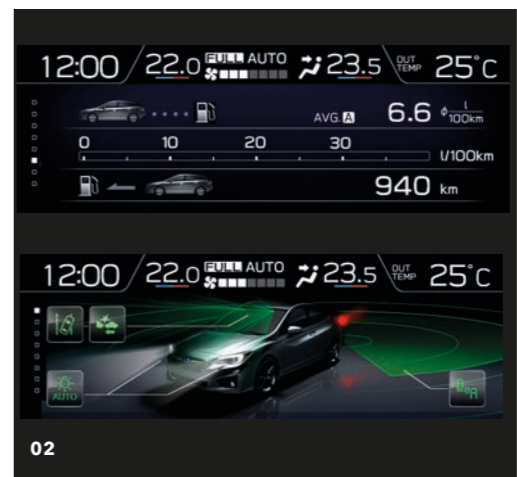 12:00 22.0 FULL AUTO 23.5 OUT TEMP 25°C
AVG. A 6.6 ϕ l/100km
0 10 20 30
l/100km
940 km
12:00 22.0 FULL AUTO 23.5 OUT TEMP 25°C
AUTO
02